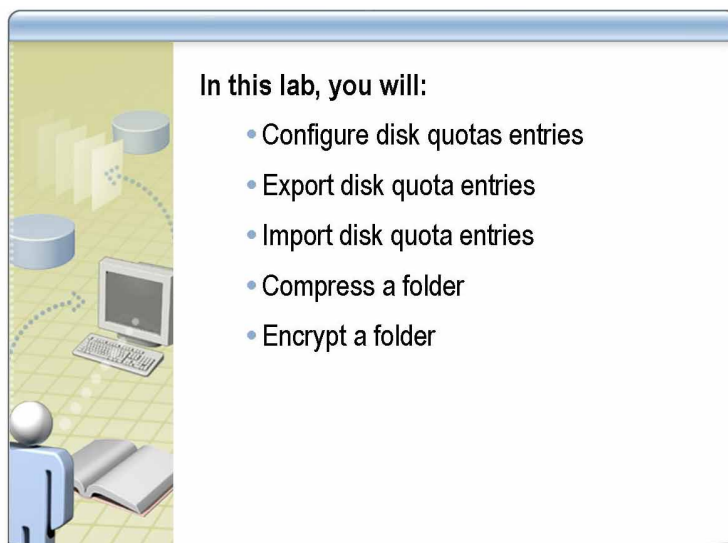 In this lab, you will:
• Configure disk quotas entries
• Export disk quota entries
• Import disk quota entries
• Compress a folder
• Encrypt a folder